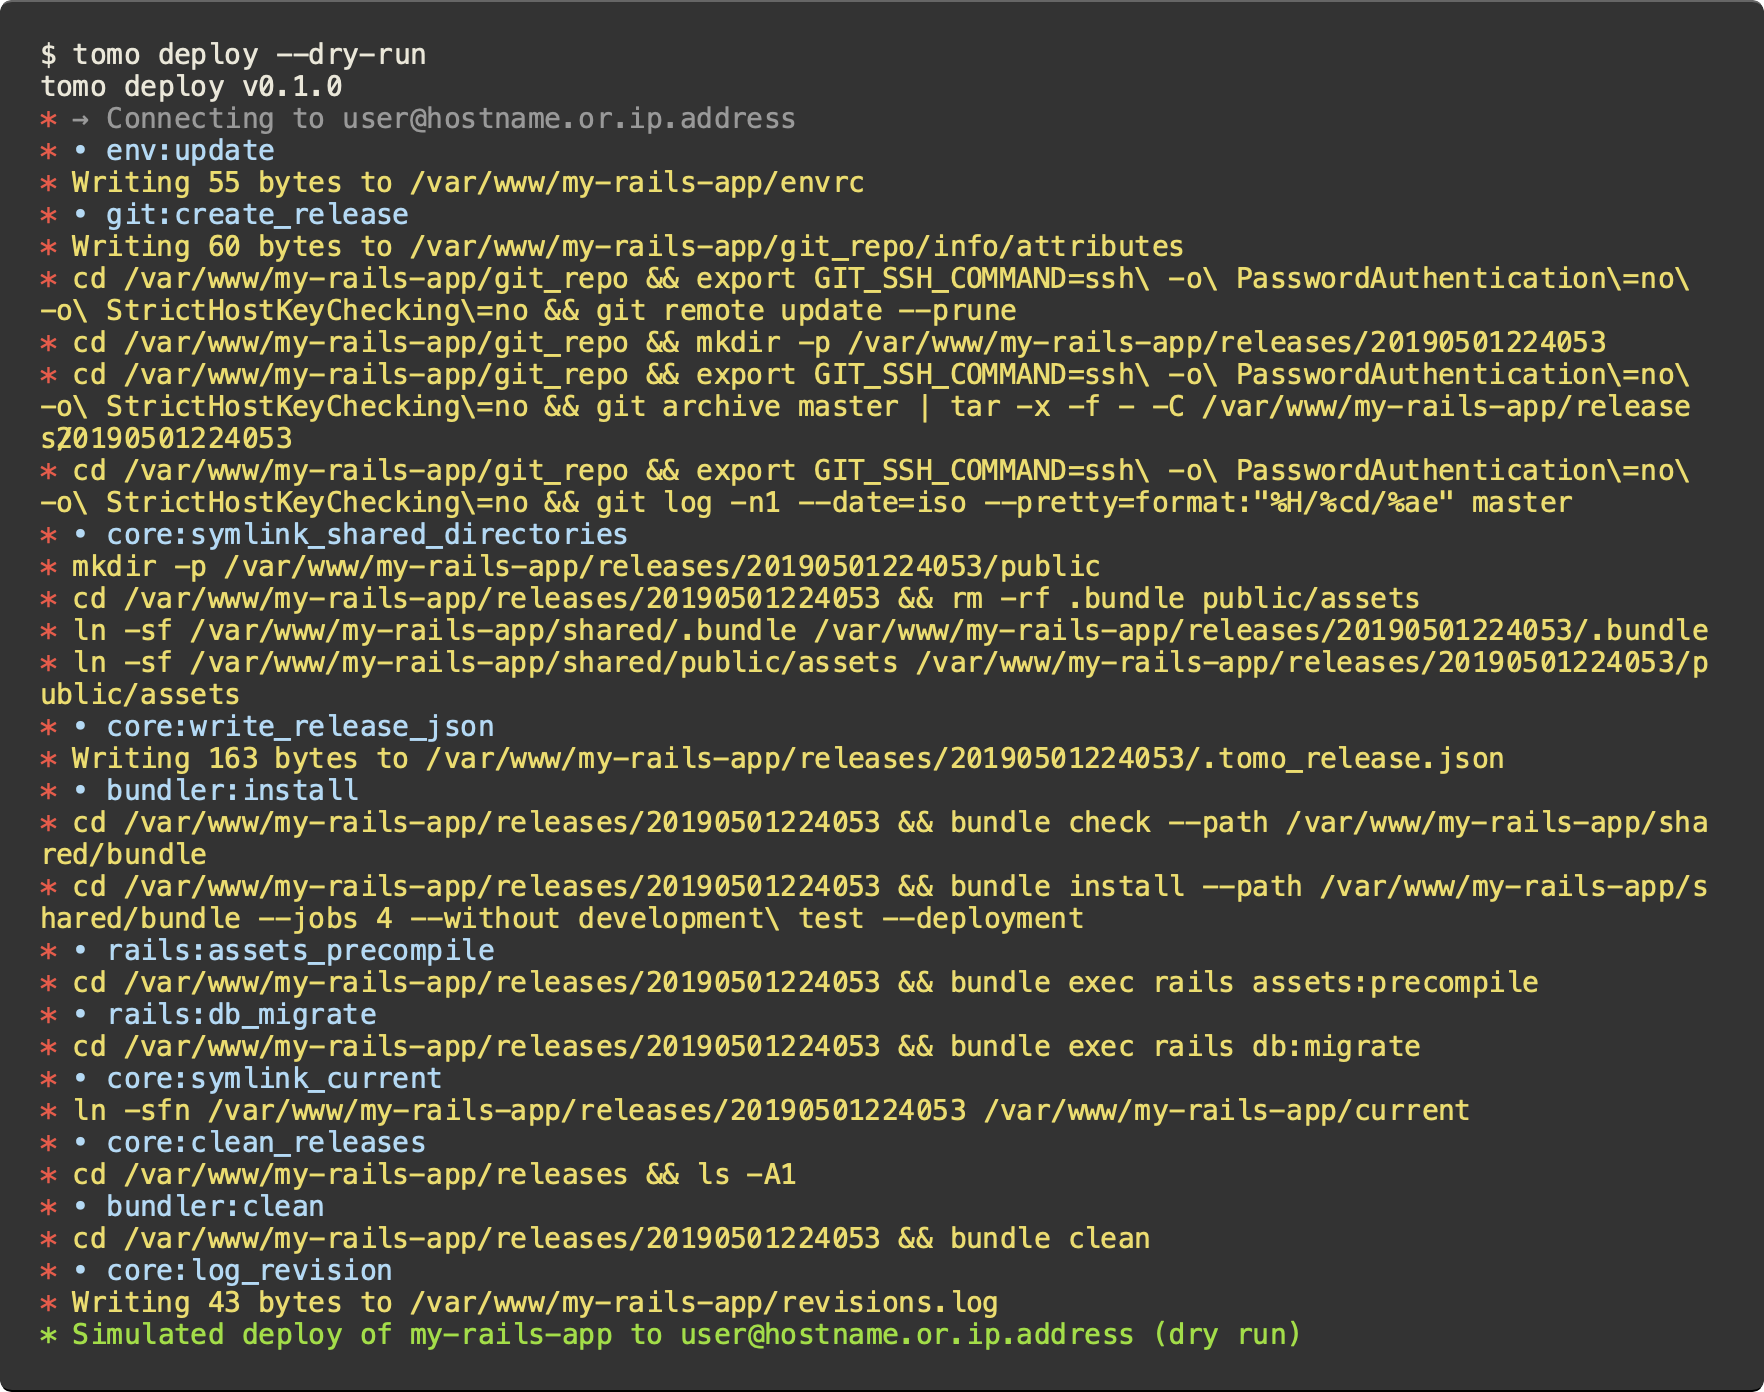 $ tomo deploy --dry-run
tomo deploy v0.1.0
* → Connecting to user@hostname.or.ip.address
* • env:update
* Writing 55 bytes to /var/www/my-rails-app/envrc
* • git:create_release
* Writing 60 bytes to /var/www/my-rails-app/git_repo/info/attributes
* cd /var/www/my-rails-app/git_repo && export GIT_SSH_COMMAND=ssh\ -o\ PasswordAuthentication\=no\
-o\ StrictHostKeyChecking\=no && git remote update --prune
* cd /var/www/my-rails-app/git_repo && mkdir -p /var/www/my-rails-app/releases/20190501224053
* cd /var/www/my-rails-app/git_repo && export GIT_SSH_COMMAND=ssh\ -o\ PasswordAuthentication\=no\
-o\ StrictHostKeyChecking\=no && git archive master | tar -x -f - -C /var/www/my-rails-app/release
s/20190501224053
* cd /var/www/my-rails-app/git_repo && export GIT_SSH_COMMAND=ssh\ -o\ PasswordAuthentication\=no\
-o\ StrictHostKeyChecking\=no && git log -n1 --date=iso --pretty=format:"%H/%cd/%ae" master
* • core:symlink_shared_directories
* mkdir -p /var/www/my-rails-app/releases/20190501224053/public
* cd /var/www/my-rails-app/releases/20190501224053 && rm -rf .bundle public/assets
* ln -sf /var/www/my-rails-app/shared/.bundle /var/www/my-rails-app/releases/20190501224053/.bundle
* ln -sf /var/www/my-rails-app/shared/public/assets /var/www/my-rails-app/releases/20190501224053/p
ublic/assets
* • core:write_release_json
* Writing 163 bytes to /var/www/my-rails-app/releases/20190501224053/.tomo_release.json
* • bundler:install
* cd /var/www/my-rails-app/releases/20190501224053 && bundle check --path /var/www/my-rails-app/sha
red/bundle
* cd /var/www/my-rails-app/releases/20190501224053 && bundle install --path /var/www/my-rails-app/s
hared/bundle --jobs 4 --without development\ test --deployment
* • rails:assets_precompile
* cd /var/www/my-rails-app/releases/20190501224053 && bundle exec rails assets:precompile
* • rails:db_migrate
* cd /var/www/my-rails-app/releases/20190501224053 && bundle exec rails db:migrate
* • core:symlink_current
* ln -sfn /var/www/my-rails-app/releases/20190501224053 /var/www/my-rails-app/current
* • core:clean_releases
* cd /var/www/my-rails-app/releases && ls -A1
* • bundler:clean
* cd /var/www/my-rails-app/releases/20190501224053 && bundle clean
* • core:log_revision
* Writing 43 bytes to /var/www/my-rails-app/revisions.log
* Simulated deploy of my-rails-app to user@hostname.or.ip.address (dry run)